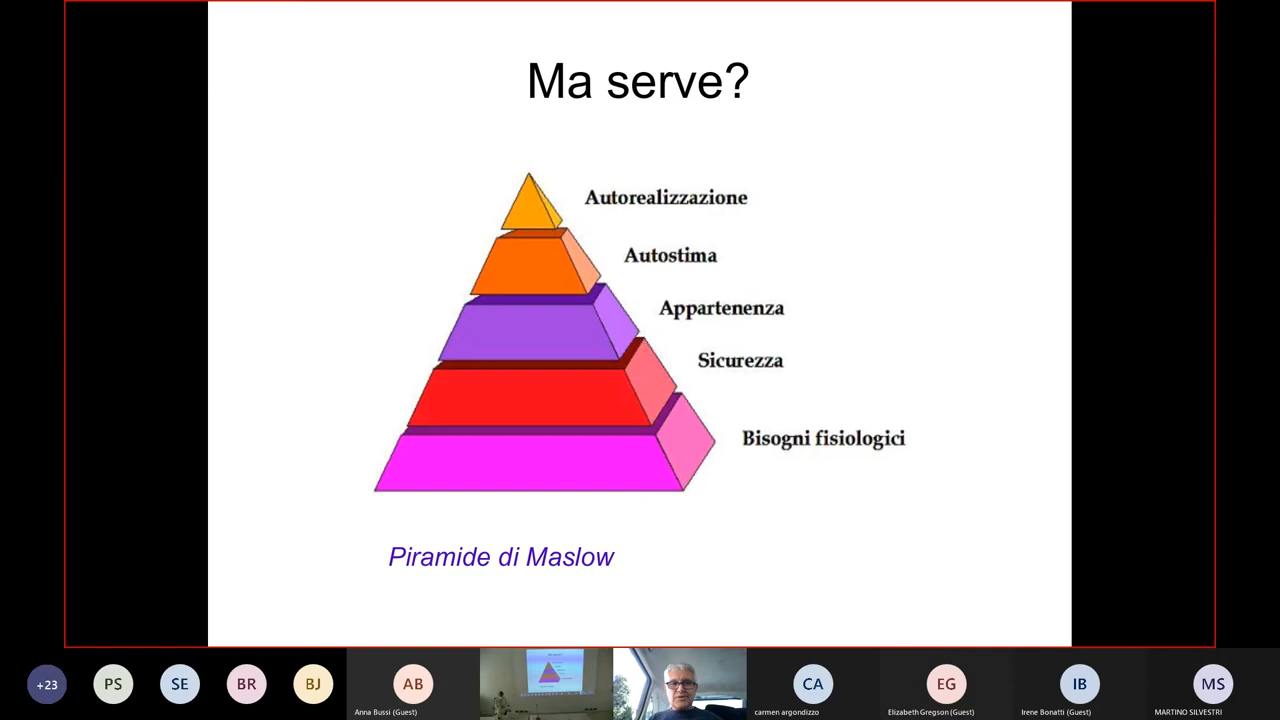 Ma serve?
Autorealizzazione
Autostima
Appartenenza
Sicurezza
Bisogni fisiologici
Piramide di Maslow
+23
PS
SE
BR
BJ
AB
Anna Bussi (Guest)
CA
carmen argondizzo
EG
Elizabeth Gregson (Guest)
IB
Irene Bonatti (Guest)
MS
MARTINO SILVESTRI